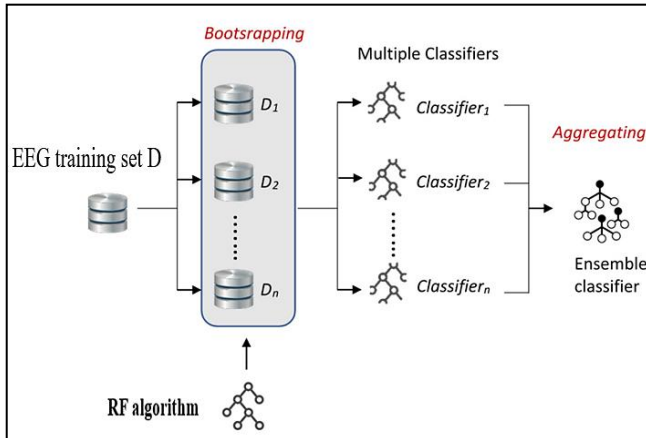 Bootsrapping
Multiple Classifiers
D1
Classifier1
Aggregating
EEG training set D
D2
Classifier2
Dn
Classifiern
Ensemble
classifier
RF algorithm